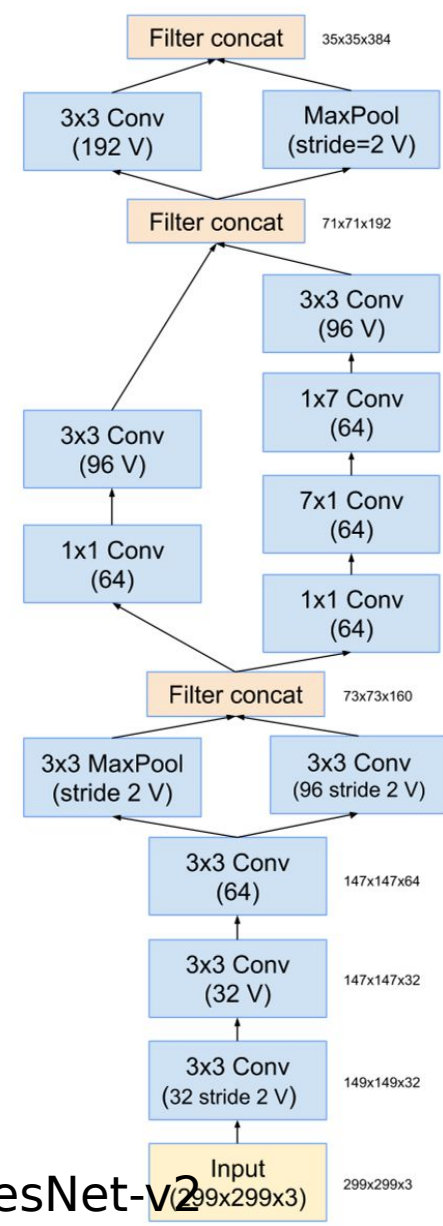 Filter concat 35x35x384
3x3 Conv
(192 V)
MaxPool
(stride=2 V)
Filter concat 71x71x192
3x3 Conv
(96 V)
1x7 Conv
(64)
3x3 Conv
(96 V)
7x1 Conv
(64)
1x1 Conv
(64)
1x1 Conv
(64)
Filter concat 73x73x160
3x3 MaxPool
(stride 2 V)
3x3 Conv
(96 stride 2 V)
3x3 Conv
(64)
147x147x64
3x3 Conv
(32 V)
147x147x32
3x3 Conv
(32 stride 2 V)
149x149x32
Input
(299x299x3)
299x299x3
esNet-v2